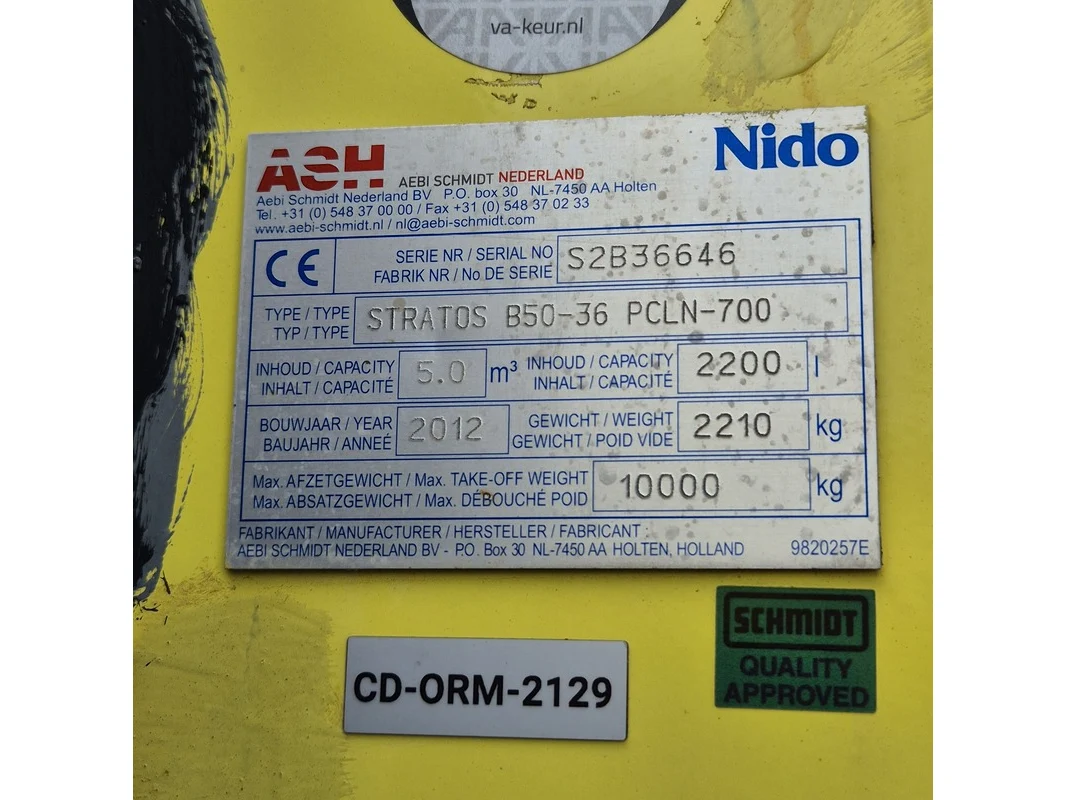 va-keur.nl
ASH AEBI SCHMIDT NEDERLAND
Nido
Aebi Schmidt Nederland BV P.O. box 30 NL-7450 AA Holten
Tel. +31 (0) 548 37 00 00 / Fax +31 (0) 548 37 02 33
www.aebi-schmidt.nl / nl@aebi-schmidt.com
CE
SERIE NR / SERIAL NO
FABRIK NR / No DE SERIE
S2B36646
TYPE / TYPE
TYP / TYPE
STRATOS B50-36 PCLN-700
INHOUD / CAPACITY
INHALT / CAPACITÉ
5.0 m³
INHOUD / CAPACITY
INHALT / CAPACITÉ
2200 l
BOUWJAAR / YEAR
BAUJAHR / ANNEÉ
2012
GEWICHT / WEIGHT
GEWICHT / POID VIDE
2210 kg
Max. AFZETGEWICHT / Max. TAKE-OFF WEIGHT
Max. ABSATZGEWICHT / Max. DÉBOUCHÉ POID
10000 kg
FABRIKANT / MANUFACTURER / HERSTELLER / FABRICANT :
AEBI SCHMIDT NEDERLAND BV - P.O. Box 30 NL-7450 AA HOLTEN, HOLLAND 9820257E
SCHMIDT
QUALITY
APPROVED
CD-ORM-2129